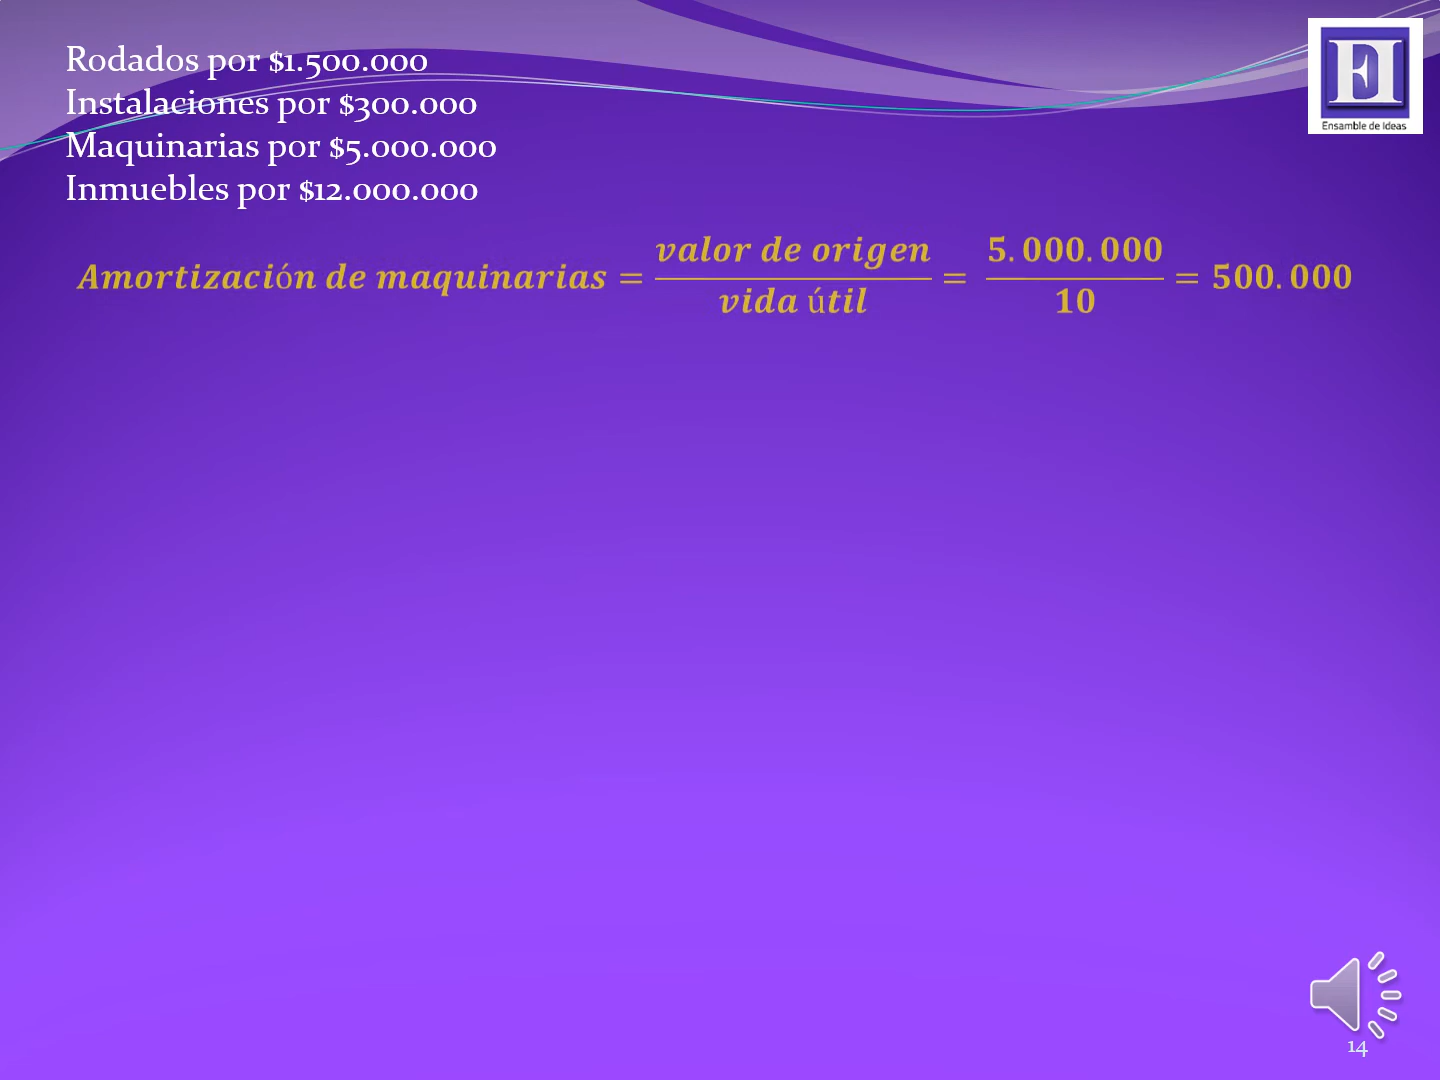 Rodados por $1.500.000
Instalaciones por $300.000
Maquinarias por $5.000.000
Inmuebles por $12.000.000
EI
Ensamble de Ideas
Amortización de maquinarias = valor de origen / vida útil = 5.000.000 / 10 = 500.000
14